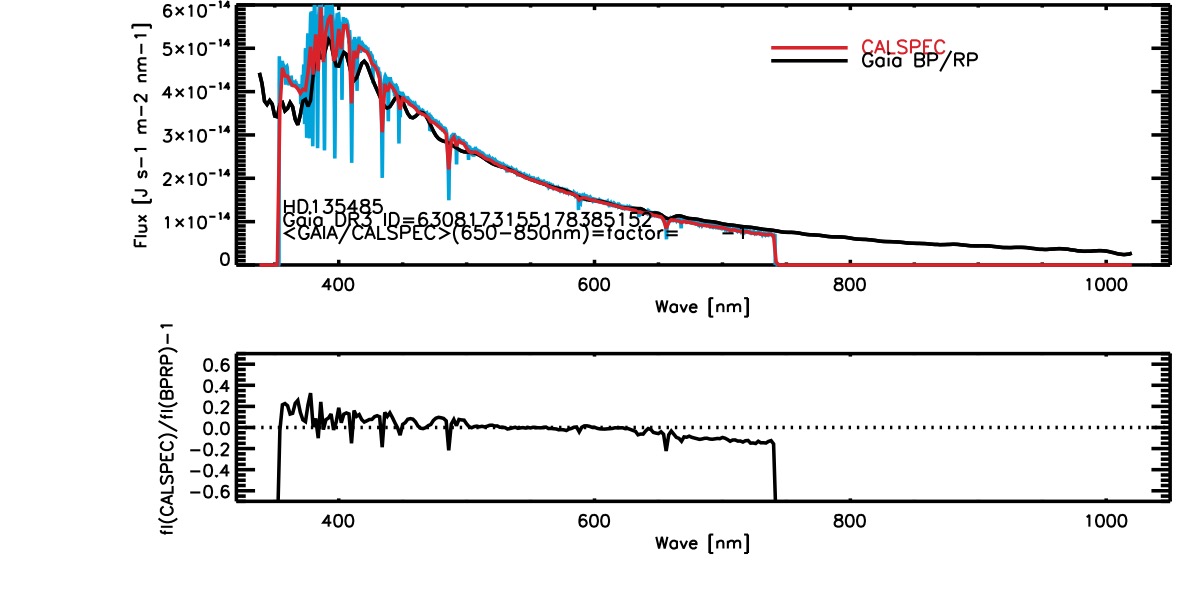 6×10−14
5×10−14
4×10−14
3×10−14
2×10−14
1×10−14
0
Flux [J s−1 m−2 nm−1]
CALSPEC
Gaia BP/RP
HD135485
Gaia DR3 ID=6308173155178385152
<GAIA/CALSPEC>(650−850nm)=factor= −1
400 600 800 1000
Wave [nm]
fl(CALSPEC)/fl(BPRP)−1
0.6
0.4
0.2
0.0
−0.2
−0.4
−0.6
400 600 800 1000
Wave [nm]